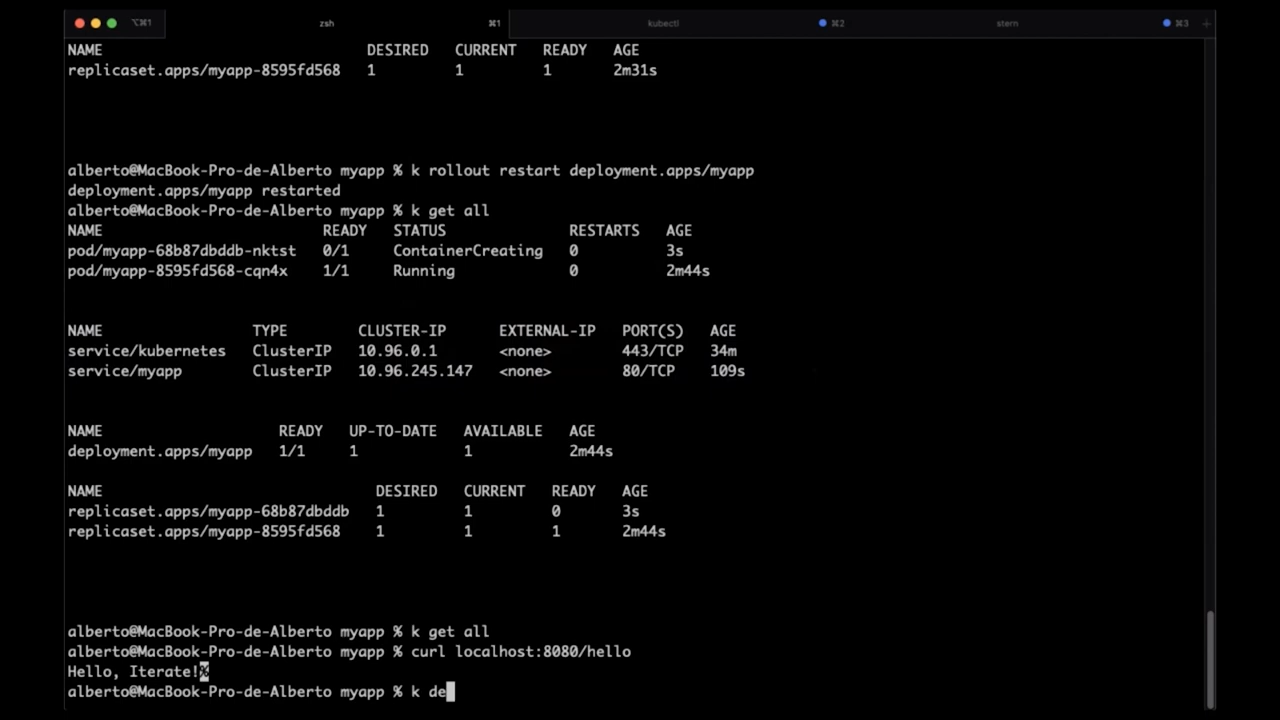 ⌥⌘1 zsh ⌘1 kubectl ⌘2 stern ⌘3 +
NAME DESIRED CURRENT READY AGE
replicaset.apps/myapp-8595fd568 1 1 1 2m31s
alberto@MacBook-Pro-de-Alberto myapp % k rollout restart deployment.apps/myapp
deployment.apps/myapp restarted
alberto@MacBook-Pro-de-Alberto myapp % k get all
NAME READY STATUS RESTARTS AGE
pod/myapp-68b87dbddb-nktst 0/1 ContainerCreating 0 3s
pod/myapp-8595fd568-cqn4x 1/1 Running 0 2m44s
NAME TYPE CLUSTER-IP EXTERNAL-IP PORT(S) AGE
service/kubernetes ClusterIP 10.96.0.1 <none> 443/TCP 34m
service/myapp ClusterIP 10.96.245.147 <none> 80/TCP 109s
NAME READY UP-TO-DATE AVAILABLE AGE
deployment.apps/myapp 1/1 1 1 2m44s
NAME DESIRED CURRENT READY AGE
replicaset.apps/myapp-68b87dbddb 1 1 0 3s
replicaset.apps/myapp-8595fd568 1 1 1 2m44s
alberto@MacBook-Pro-de-Alberto myapp % k get all
alberto@MacBook-Pro-de-Alberto myapp % curl localhost:8080/hello
Hello, Iterate!%
alberto@MacBook-Pro-de-Alberto myapp % k de